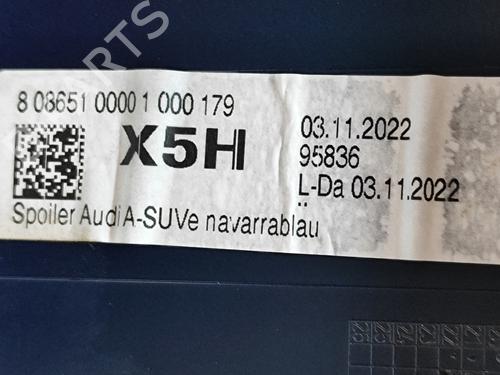 PARTS
8 08651 0000 1 000 179
X5H
03.11.2022
95836
L-Da 03.11.2022
Spoiler Audi A-SUVe navarrablau